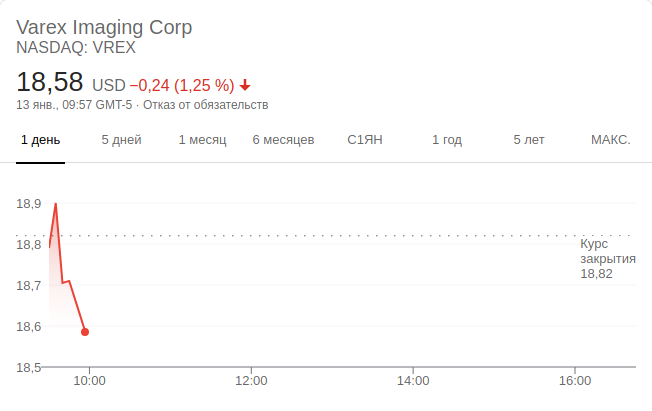 Varex Imaging Corp
NASDAQ: VREX
18,58 USD −0,24 (1,25 %)
13 янв., 09:57 GMT-5 · Отказ от обязательств
1 день 5 дней 1 месяц 6 месяцев С1ЯН 1 год 5 лет МАКС.
18,9
18,8
18,7
18,6
18,5
Курс
закрытия
18,82
10:00 12:00 14:00 16:00